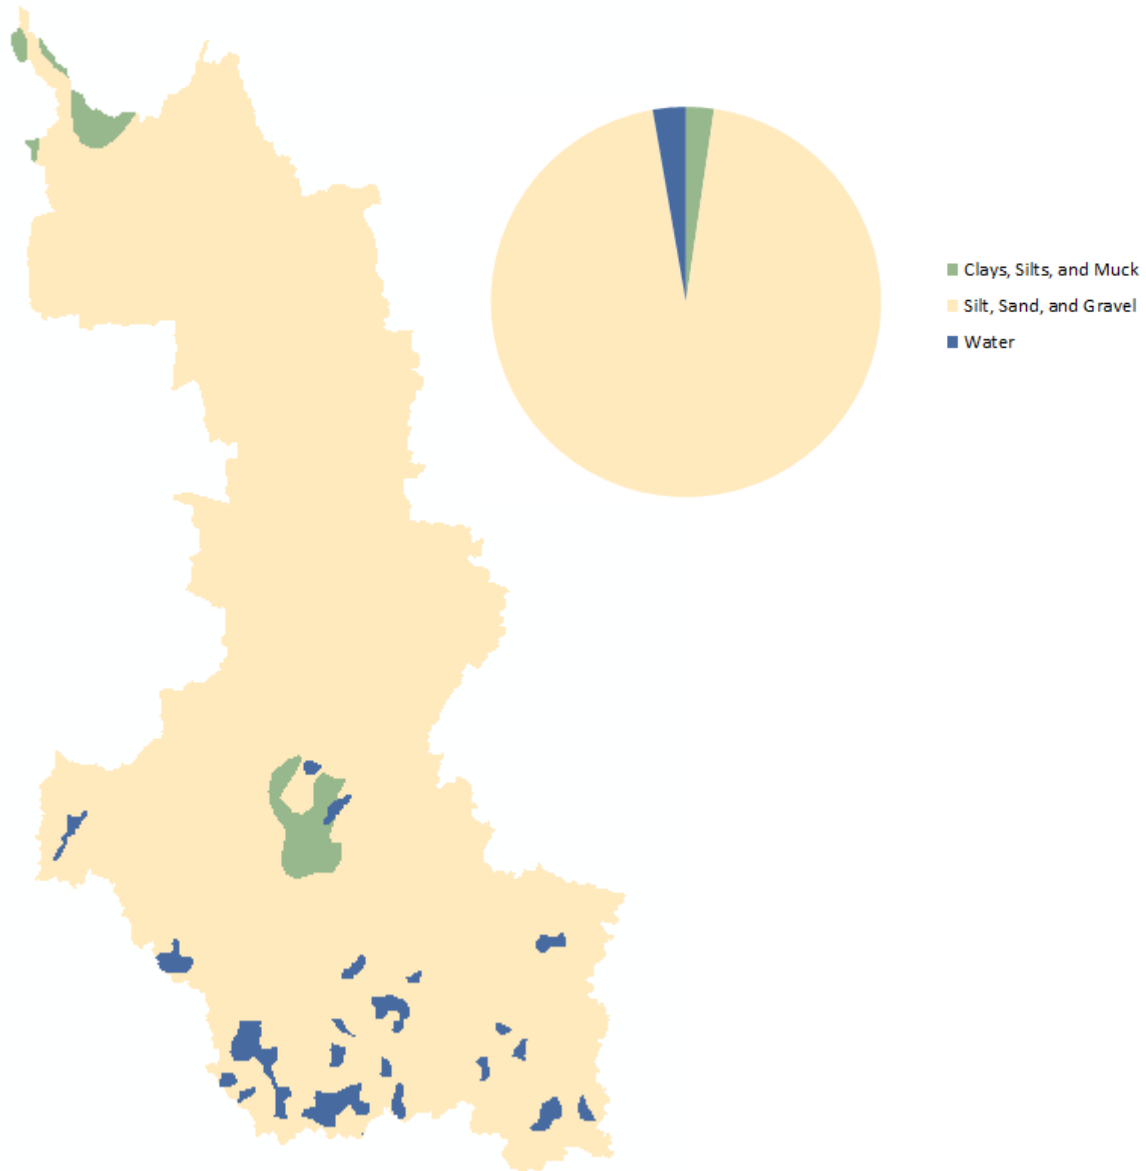 Clays, Silts, and Muck
Silt, Sand, and Gravel
Water